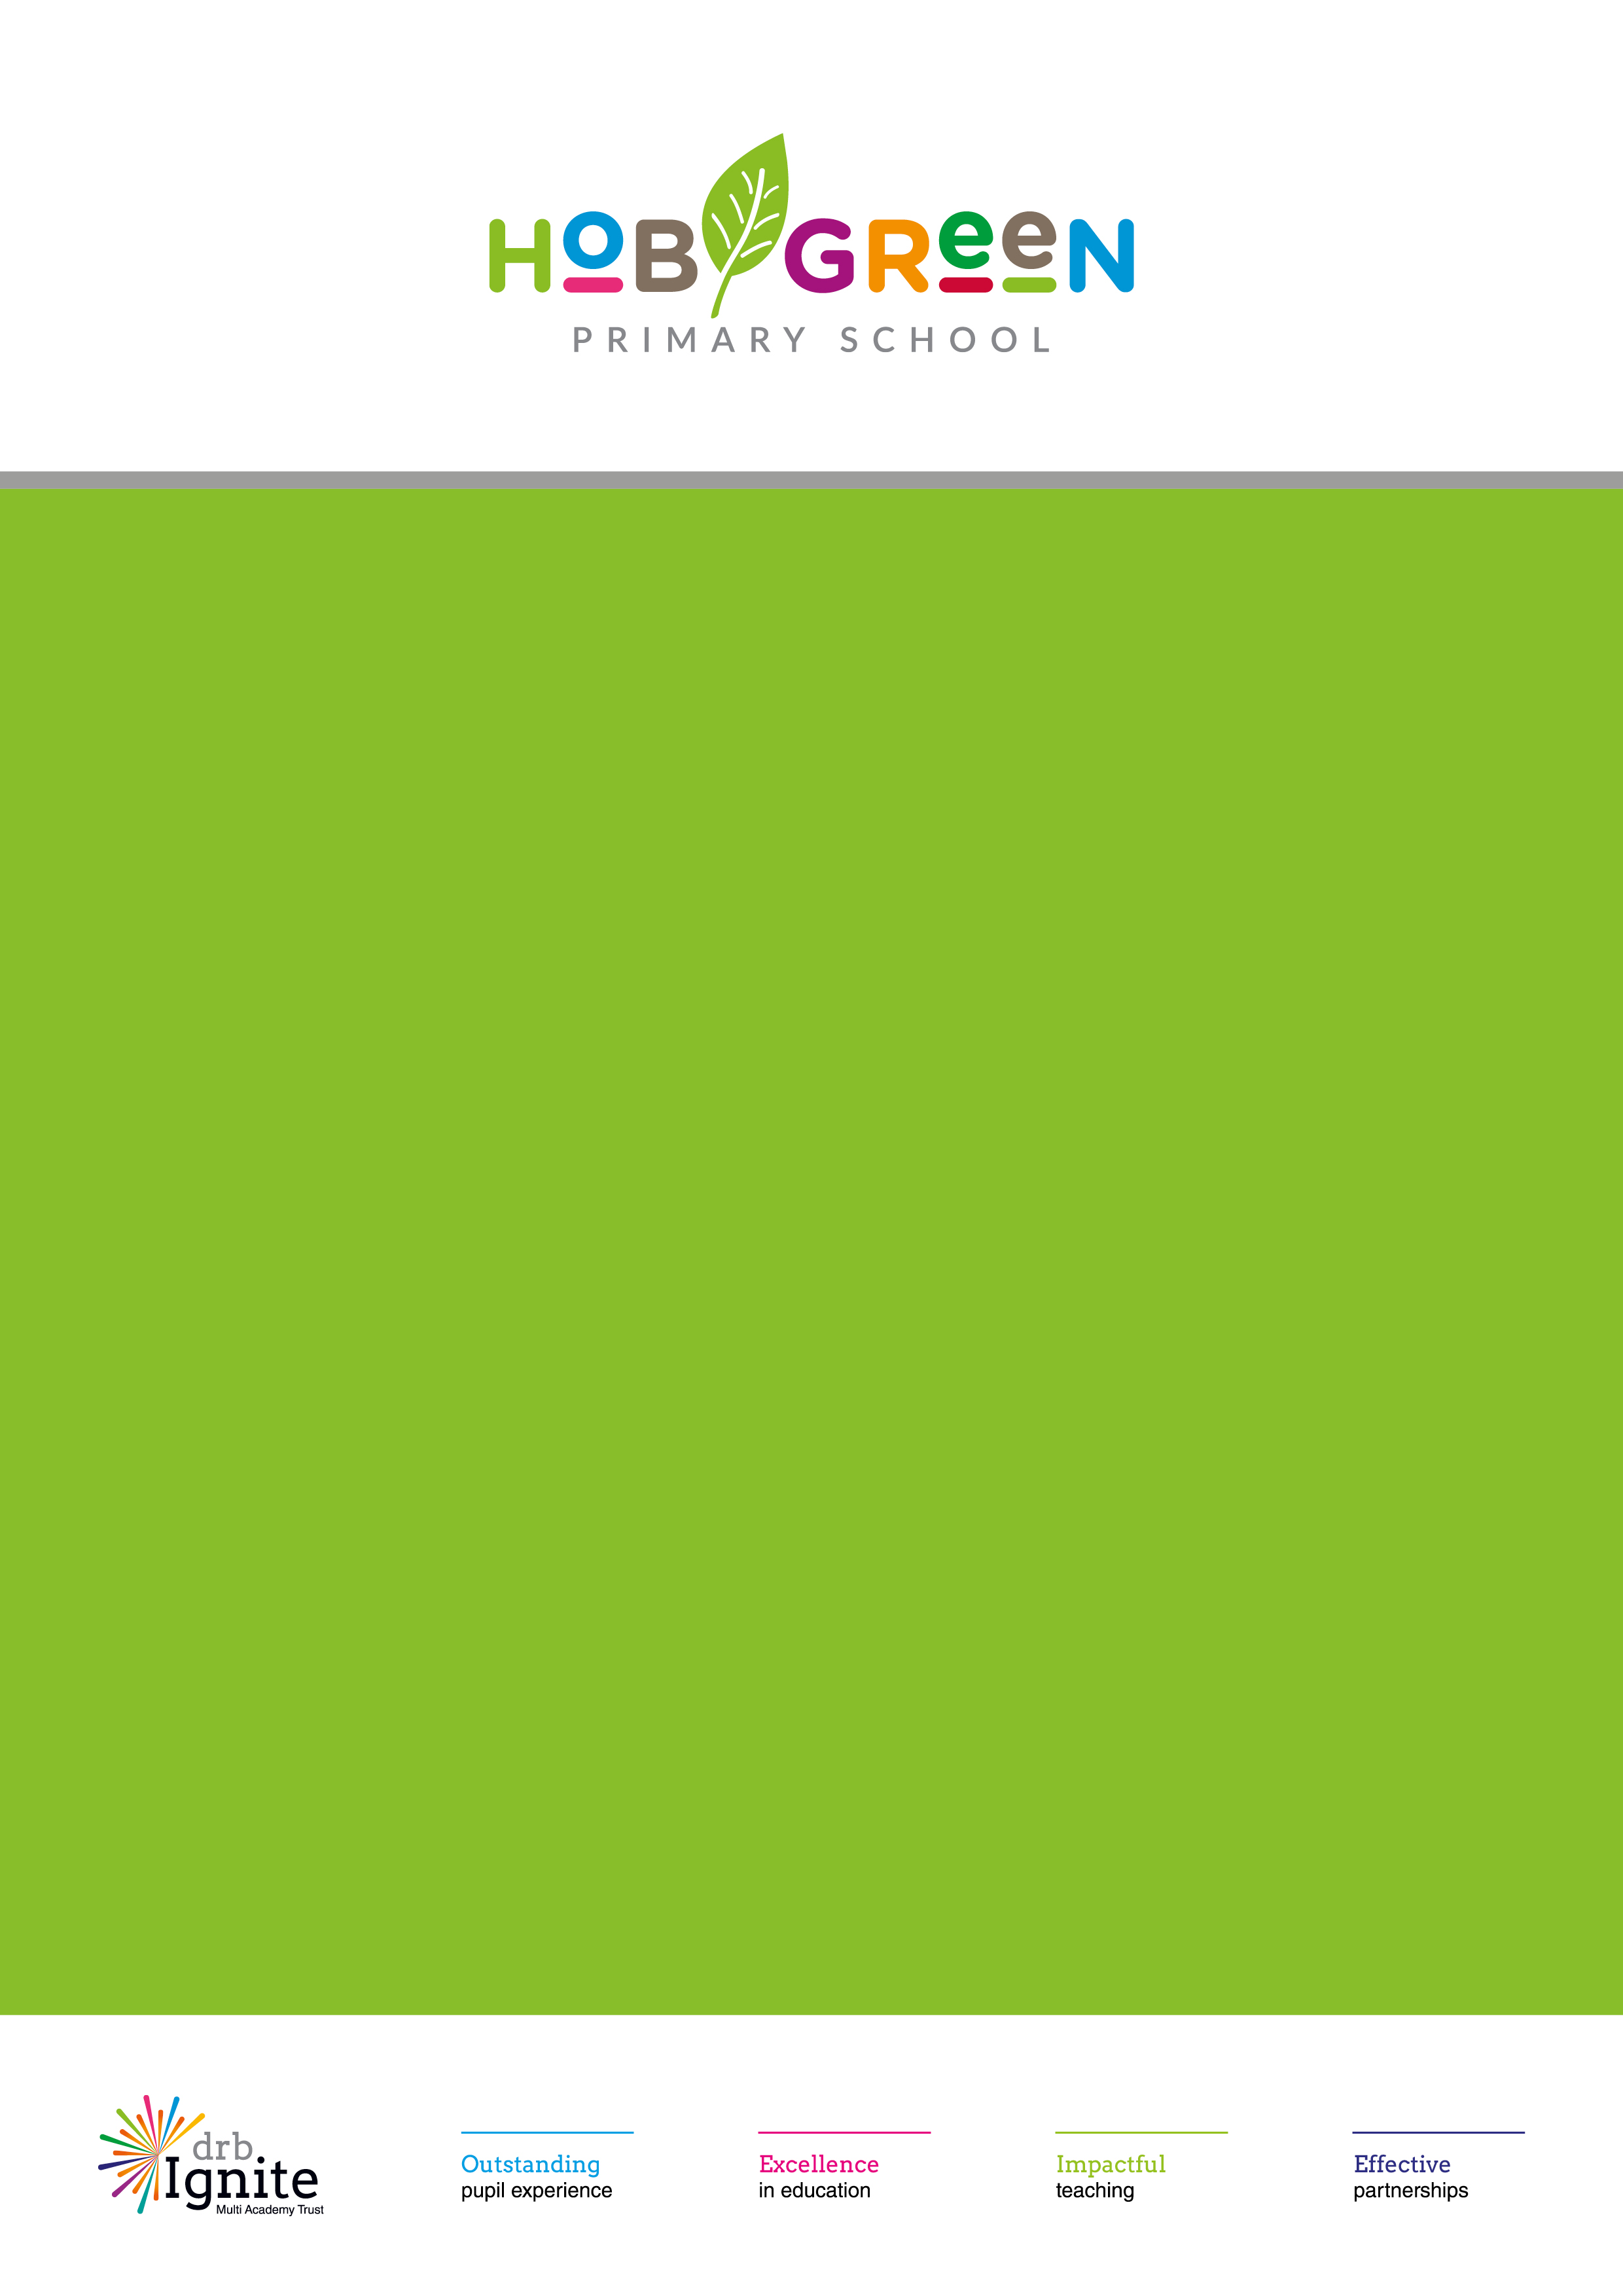 HOB GREEN
PRIMARY SCHOOL
drb
Ignite
Multi Academy Trust
Outstanding
pupil experience
Excellence
in education
Impactful
teaching
Effective
partnerships